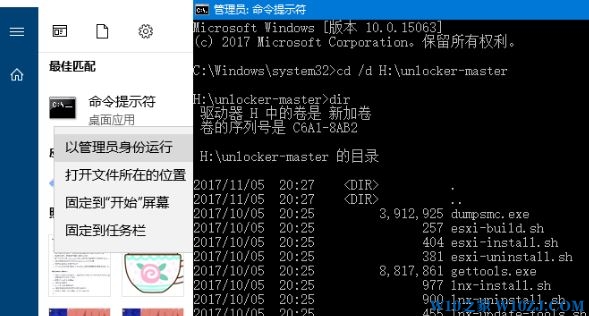 最佳匹配
命令提示符
桌面应用
以管理员身份运行
打开文件所在的位置
固定到"开始"屏幕
固定到任务栏
管理员: 命令提示符
Microsoft Windows [版本 10.0.15063]
(c) 2017 Microsoft Corporation。保留所有权利。
C:\Windows\system32>cd /d H:\unlocker-master
H:\unlocker-master>dir
驱动器 H 中的卷是 新加卷
卷的序列号是 C6A1-8AB2
H:\unlocker-master 的目录
2017/11/05 20:27 <DIR> .
2017/11/05 20:27 <DIR> ..
2017/10/05 20:25 3,912,925 dumpsmc.exe
2017/10/05 20:25 257 esxi-build.sh
2017/10/05 20:25 404 esxi-install.sh
2017/10/05 20:25 381 esxi-uninstall.sh
2017/10/05 20:25 8,817,861 gettools.exe
2017/10/05 20:25 977 lnx-install.sh
2017/10/05 20:25 900 lnx-uninstall.sh
2017/10/05 20:25 455 lnx-update-tools.sh